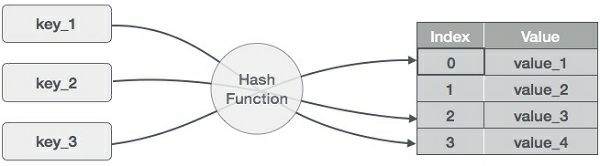 key_1
key_2
key_3
Hash
Function
Index Value
0 value_1
1 value_2
2 value_3
3 value_4